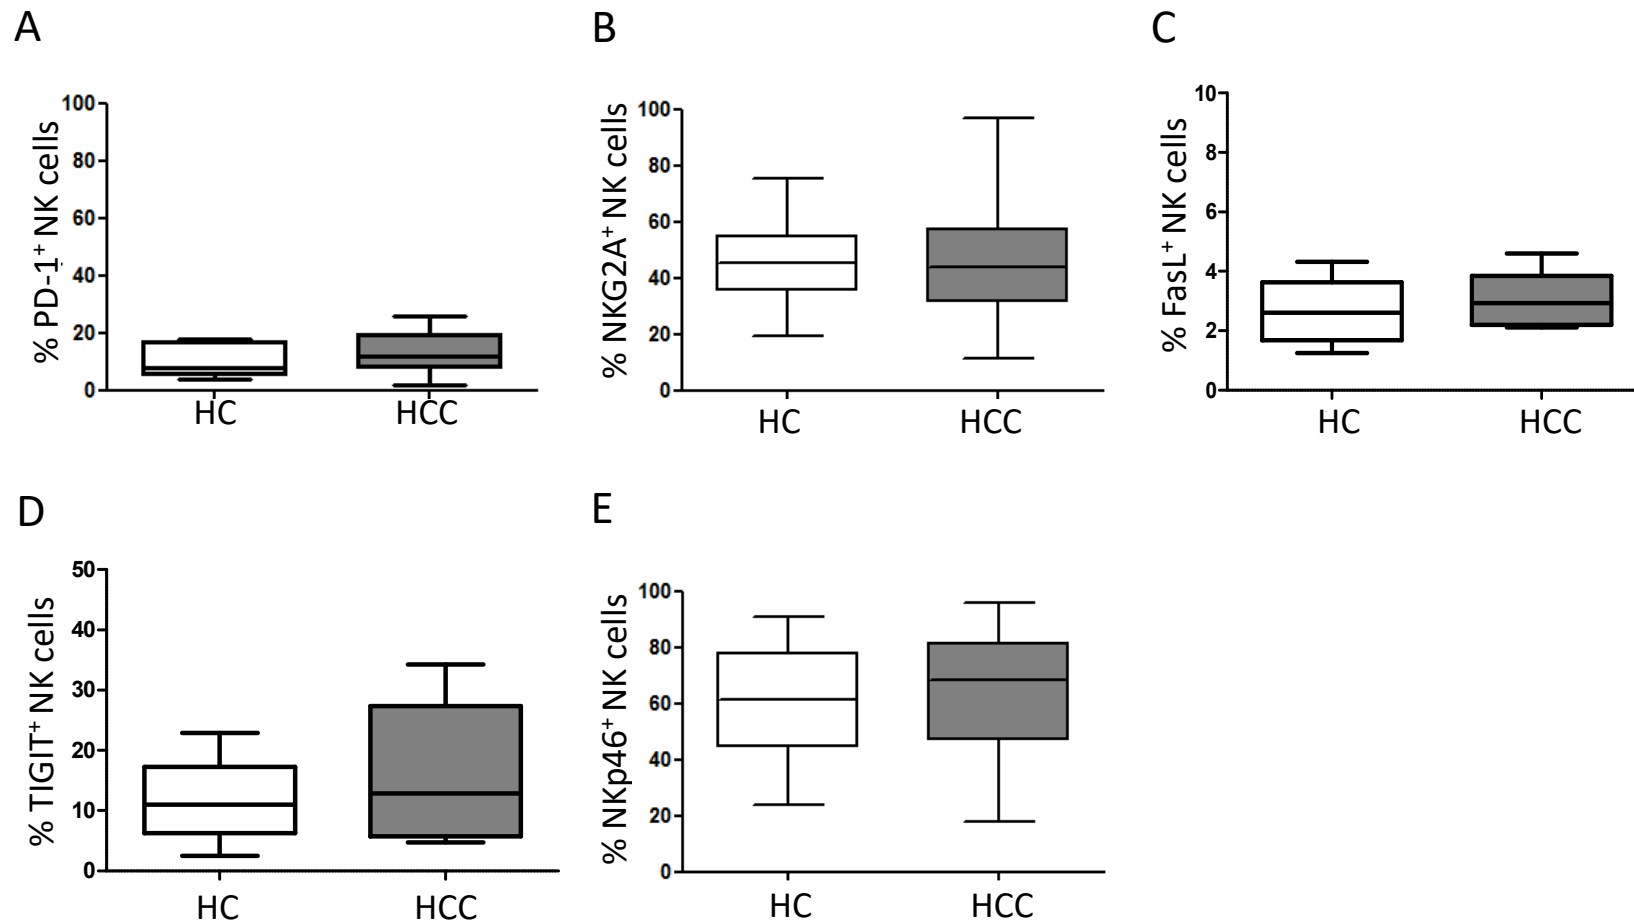 A
% PD-1+ NK cells
100
80
60
40
20
0
HC
HCC
B
% NKG2A+ NK cells
100
80
60
40
20
0
HC
HCC
C
% FasL+ NK cells
10
8
6
4
2
0
HC
HCC
D
% TIGIT+ NK cells
50
40
30
20
10
0
HC
HCC
E
% NKp46+ NK cells
100
80
60
40
20
0
HC
HCC